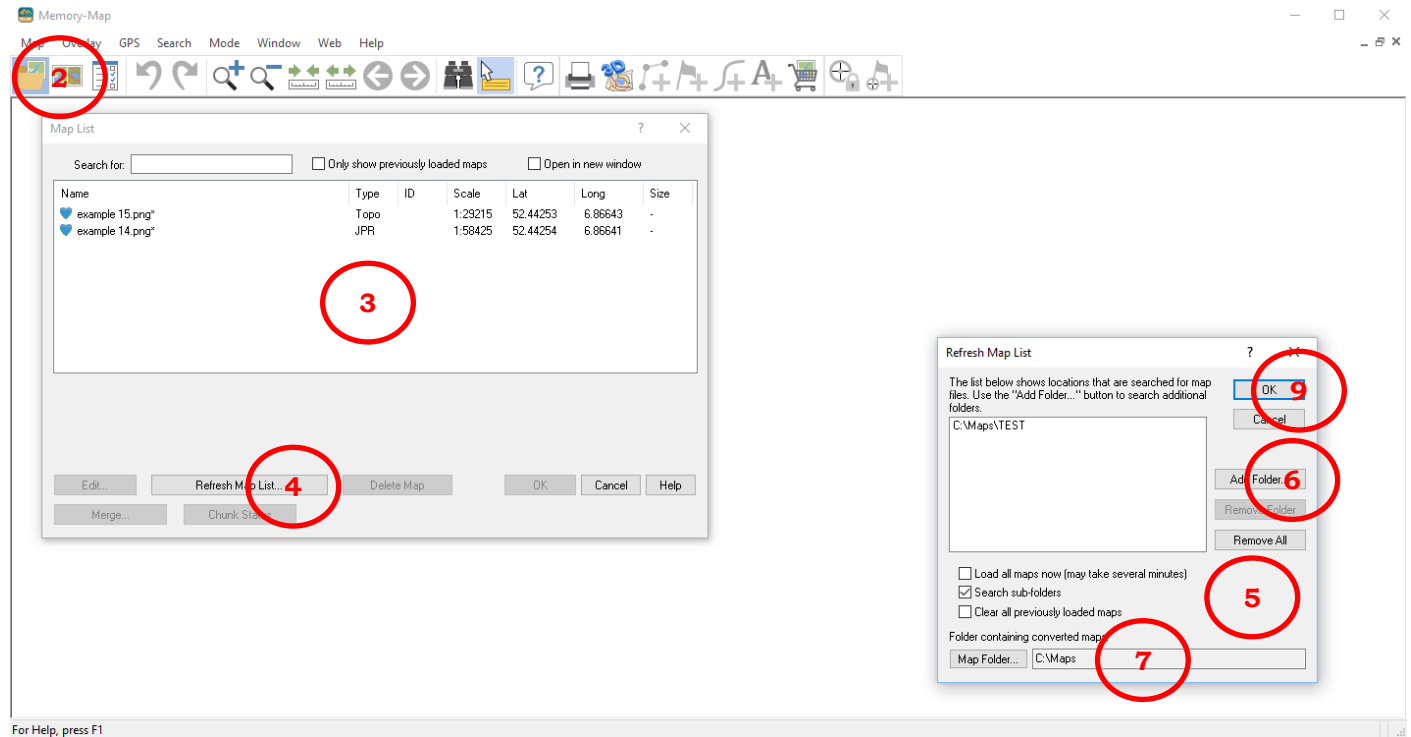 Memory-Map
Map Overlay GPS Search Mode Window Web Help
2
Map List ?
Search for: Only show previously loaded maps Open in new window
Name Type ID Scale Lat Long Size
example 15.png* Topo 1:29215 52.44253 6.86643 -
example 14.png* JPR 1:58425 52.44254 6.86641 -
3
Edit... Refresh Map List... 4 Delete Map OK Cancel Help
Merge... Chunk Status
Refresh Map List ?
The list below shows locations that are searched for map
files. Use the "Add Folder..." button to search additional
folders.
OK 9
Cancel
C:\Maps\TEST
Add Folder... 6
Remove Folder
Remove All
Load all maps now (may take several minutes)
Search sub-folders
Clear all previously loaded maps
5
Folder containing converted maps:
Map Folder... C:\Maps 7
For Help, press F1